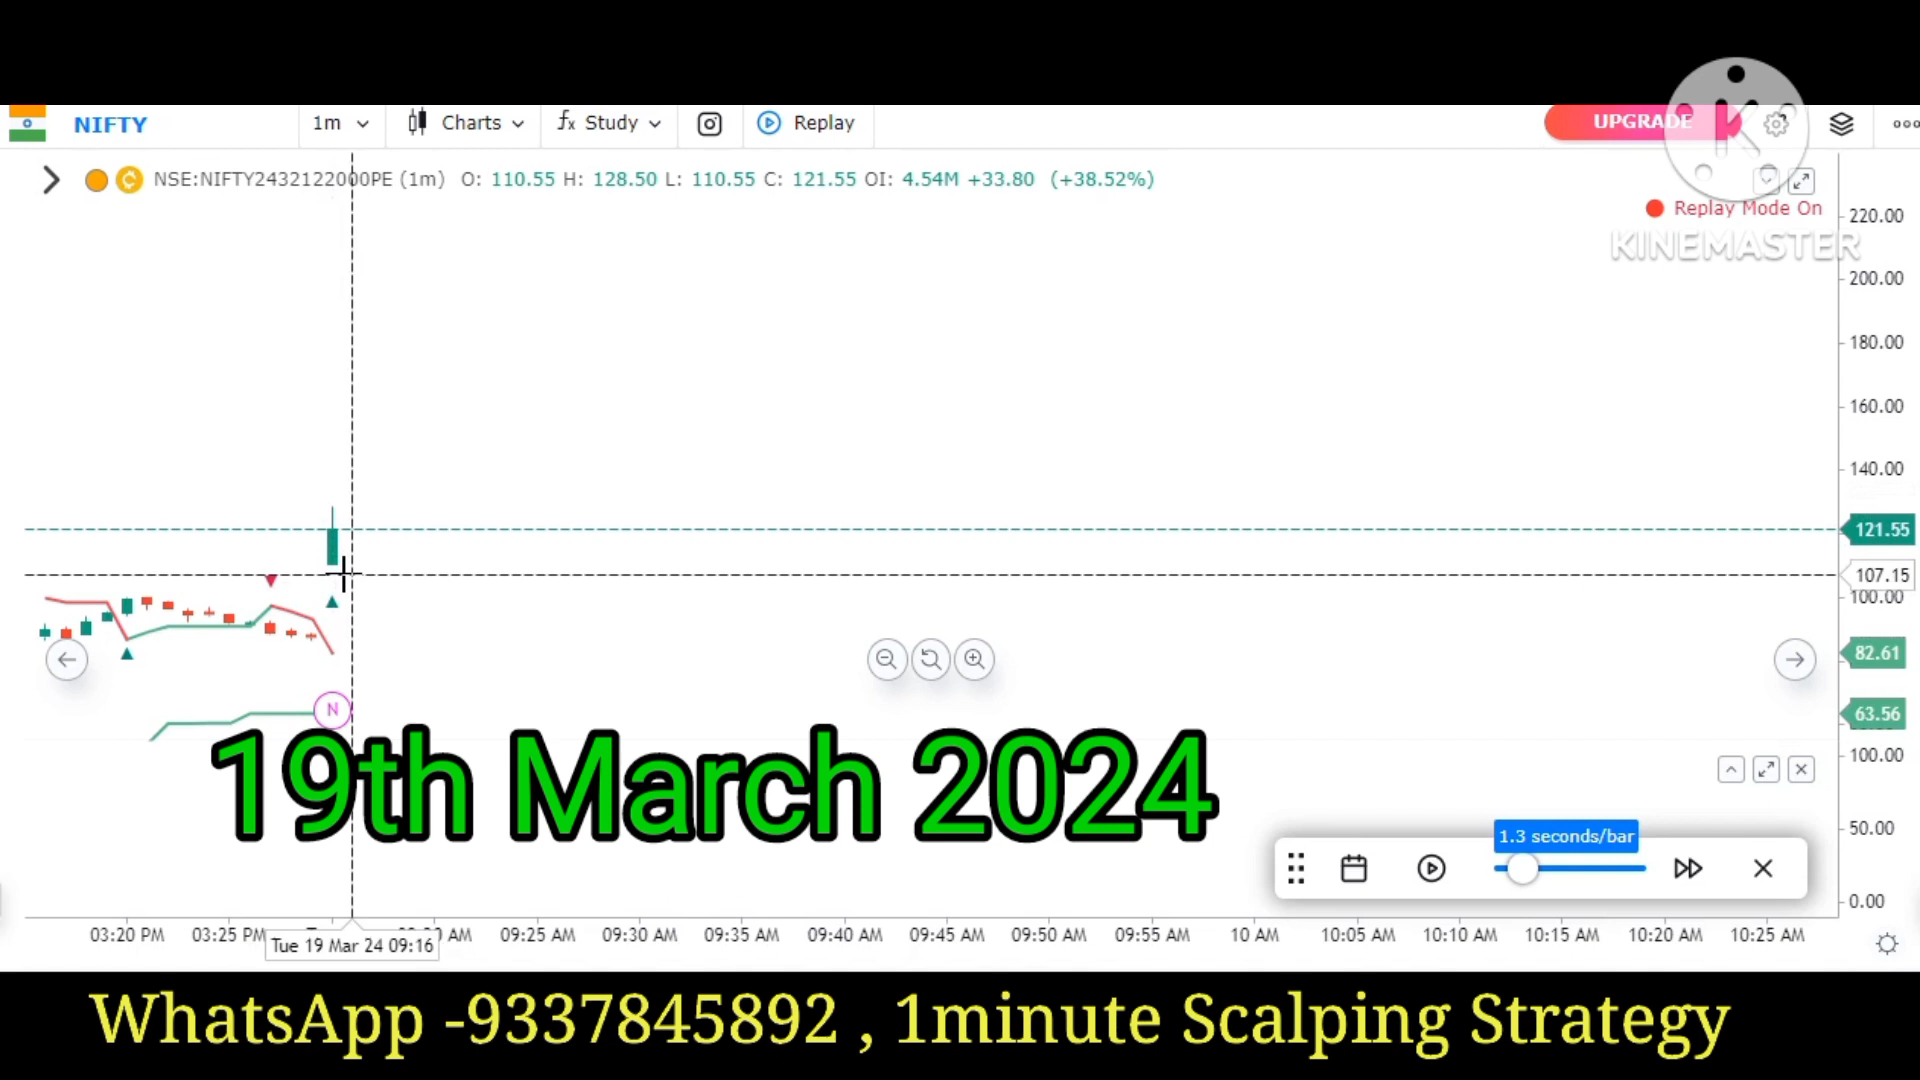 NIFTY 1m Charts fx Study Replay UPGRADE
NSE:NIFTY2432122000PE (1m) O: 110.55 H: 128.50 L: 110.55 C: 121.55 OI: 4.54M +33.80 (+38.52%)
Replay Mode On
KINEMASTER
220.00
200.00
180.00
160.00
140.00
121.55
107.15
100.00
82.61
N
63.56
19th March 2024
100.00
50.00
1.3 seconds/bar
0.00
03:20 PM 03:25 PM AM 09:25 AM 09:30 AM 09:35 AM 09:40 AM 09:45 AM 09:50 AM 09:55 AM 10 AM 10:05 AM 10:10 AM 10:15 AM 10:20 AM 10:25 AM
Tue 19 Mar 24 09:16
WhatsApp -9337845892 , 1minute Scalping Strategy